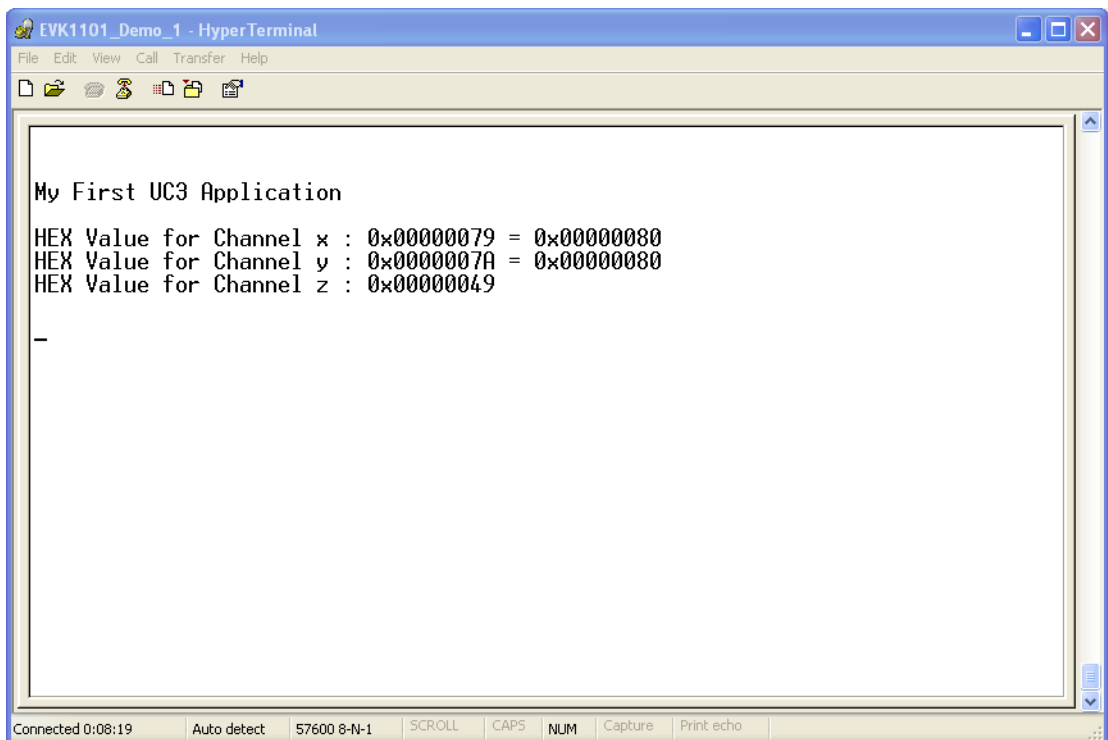 EVK1101_Demo_1 - HyperTerminal
File Edit View Call Transfer Help
My First UC3 Application
HEX Value for Channel x : 0x00000079 = 0x00000080
HEX Value for Channel y : 0x0000007A = 0x00000080
HEX Value for Channel z : 0x00000049
_
Connected 0:08:19 Auto detect 57600 8-N-1 SCROLL CAPS NUM Capture Print echo